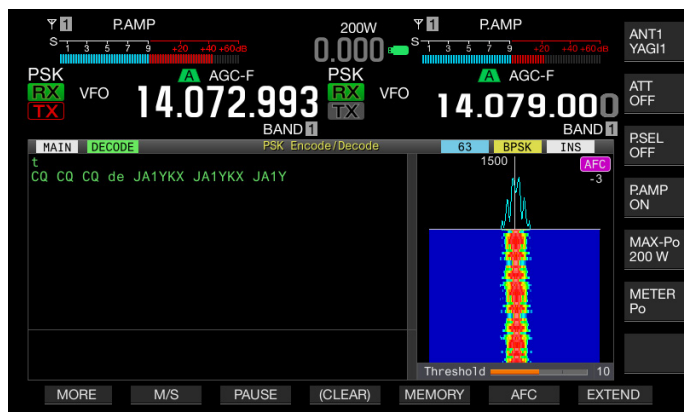 1 P.AMP 200W 1 P.AMP
S 1 3 5 7 9 +20 +40 +60dB 0.000 S 1 3 5 7 9 +20 +40 +60dB
PSK A AGC-F PSK A AGC-F
RX TX VFO 14.072.993 RX TX VFO 14.079.000
BAND 1 BAND 1
MAIN DECODE PSK Encode/Decode 63 BPSK INS
t
CQ CQ CQ de JA1YKX JA1YKX JA1Y
1500 AFC
-3
Threshold 10
ANT1
YAGI1
ATT
OFF
P.SEL
OFF
P.AMP
ON
MAX-Po
200 W
METER
Po
MORE M/S PAUSE (CLEAR) MEMORY AFC EXTEND